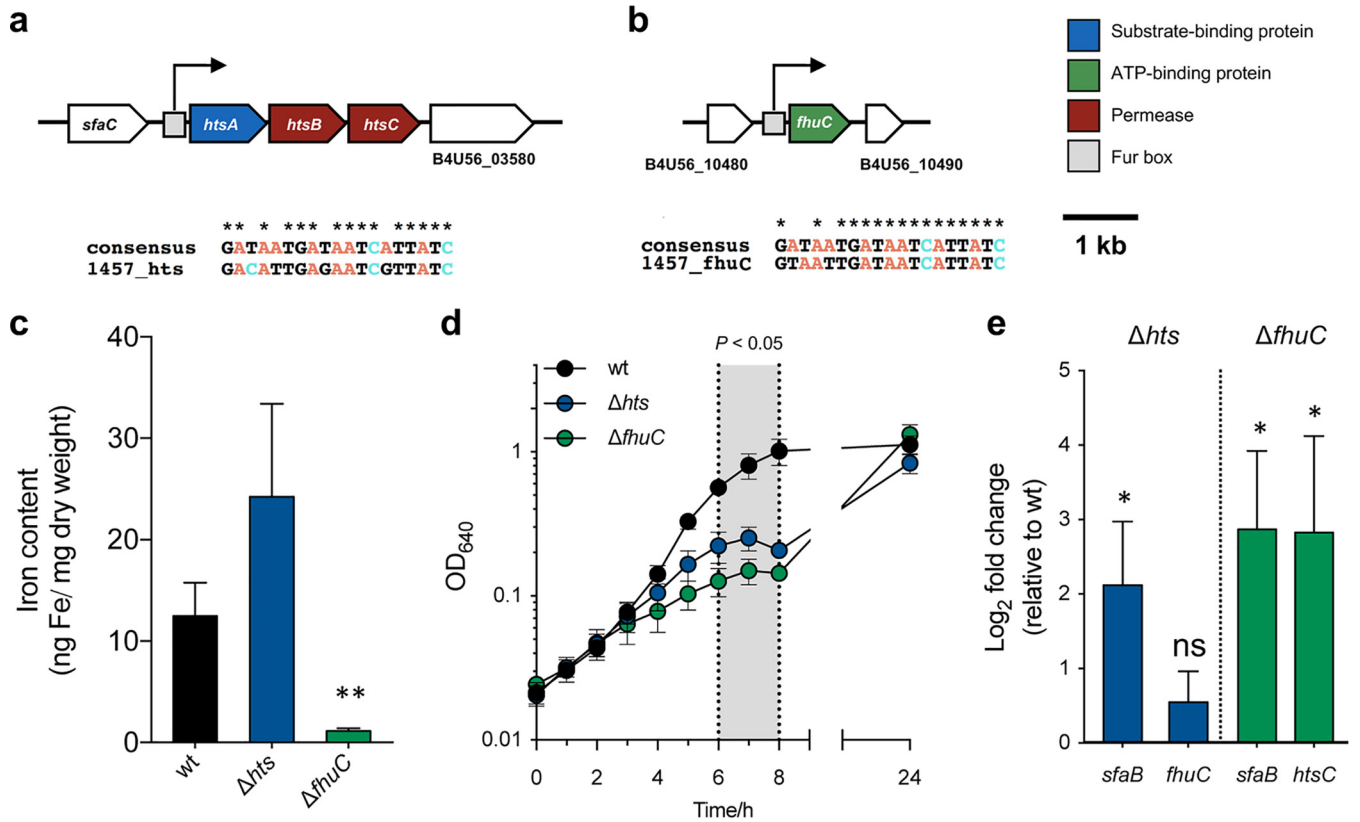 a
sfaC
htsA
htsB
htsC
B4U56_03580
** * *** **** *****
consensus GATAATGATAATCATTATC
1457_hts GACATTGAGAATCGTTATC
b
fhuC
B4U56_10480
B4U56_10490
* * ***************
consensus GATAATGATAATCATTATC
1457_fhuC GTAATTGATAATCATTATC
Substrate-binding protein
ATP-binding protein
Permease
Fur box
1 kb
c
Iron content
(ng Fe/ mg dry weight)
40
30
20
10
0
**
wt
Δhts
ΔfhuC
d
P < 0.05
wt
Δhts
ΔfhuC
OD640
1
0.1
0.01
0 2 4 6 8 24
Time/h
e
Δhts ΔfhuC
Log2 fold change
(relative to wt)
5
4
3
2
1
0
* ns * *
sfaB fhuC sfaB htsC